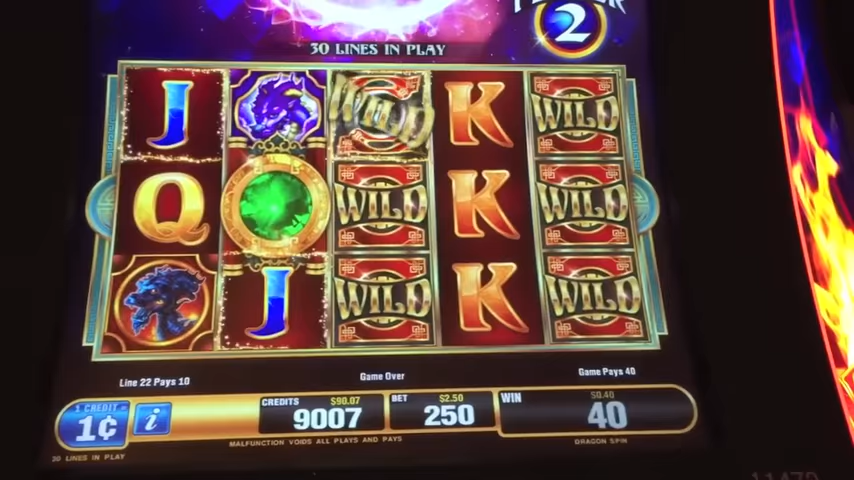 2
30 LINES IN PLAY
J WILD K WILD
Q WILD K WILD
J WILD K WILD
Line 22 Pays 10
Game Over
Game Pays 40
1 CREDIT =
1¢
i
CREDITS $90.07
9007
BET $2.50
250
WIN $0.40
40
30 LINES IN PLAY
MALFUNCTION VOIDS ALL PLAYS AND PAYS
DRAGON SPIN